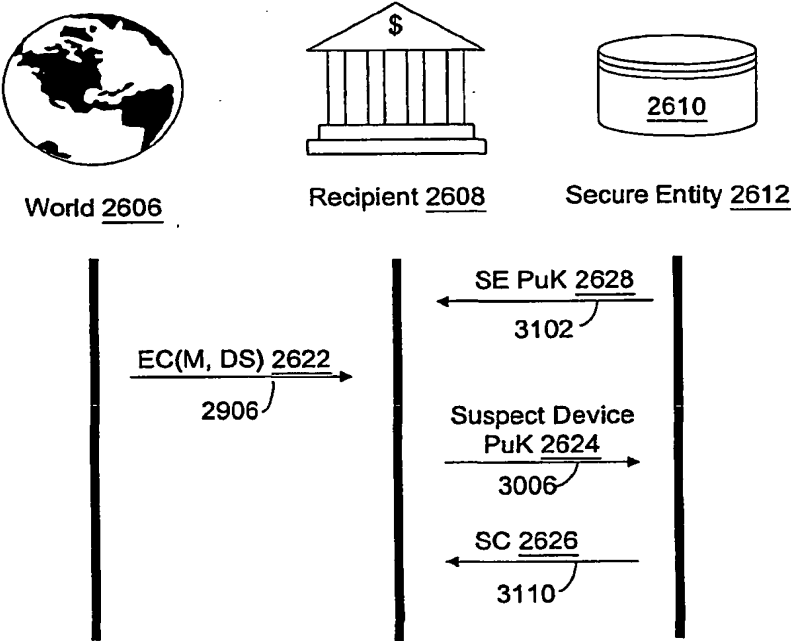 $
2610
World 2606
Recipient 2608
Secure Entity 2612
SE PuK 2628
3102
EC(M, DS) 2622
2906
Suspect Device
PuK 2624
3006
SC 2626
3110